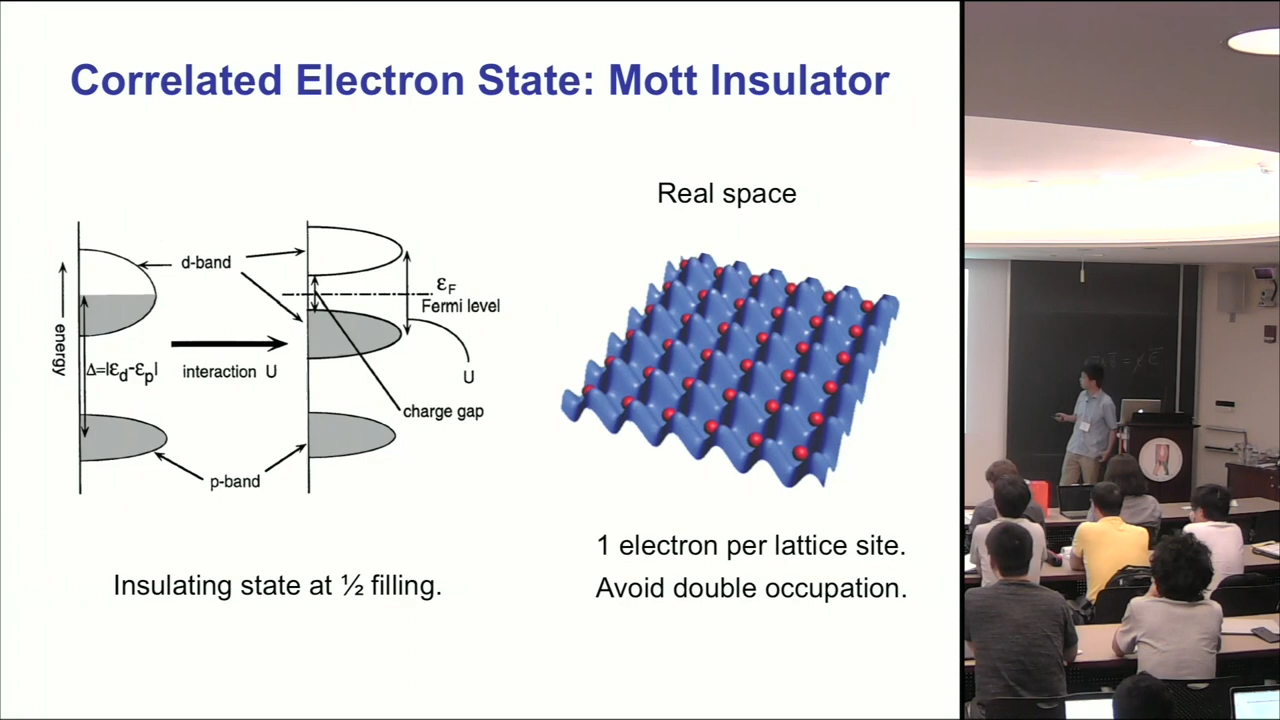 Correlated Electron State: Mott Insulator
Real space
d-band
εF
Fermi level
energy
Δ=|εd-εp|
interaction U
U
charge gap
p-band
1 electron per lattice site.
Insulating state at ½ filling.
Avoid double occupation.